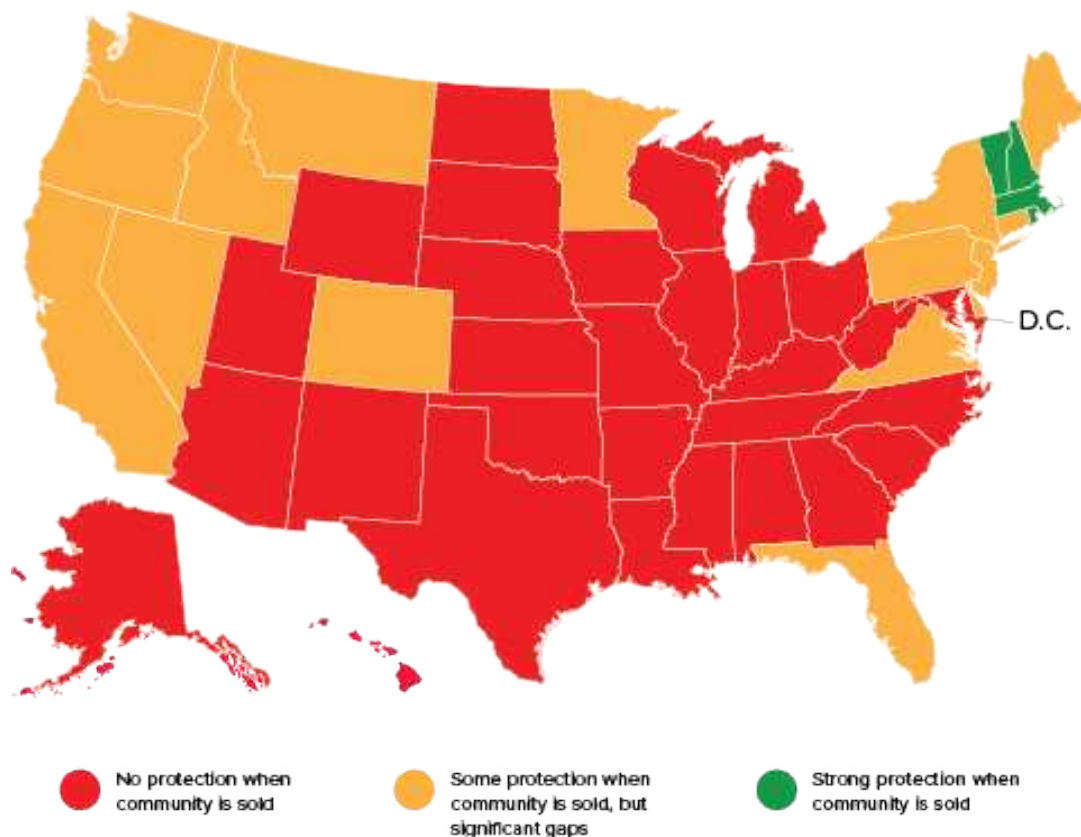 D.C.
No protection when
community is sold
Some protection when
community is sold, but
significant gaps
Strong protection when
community is sold